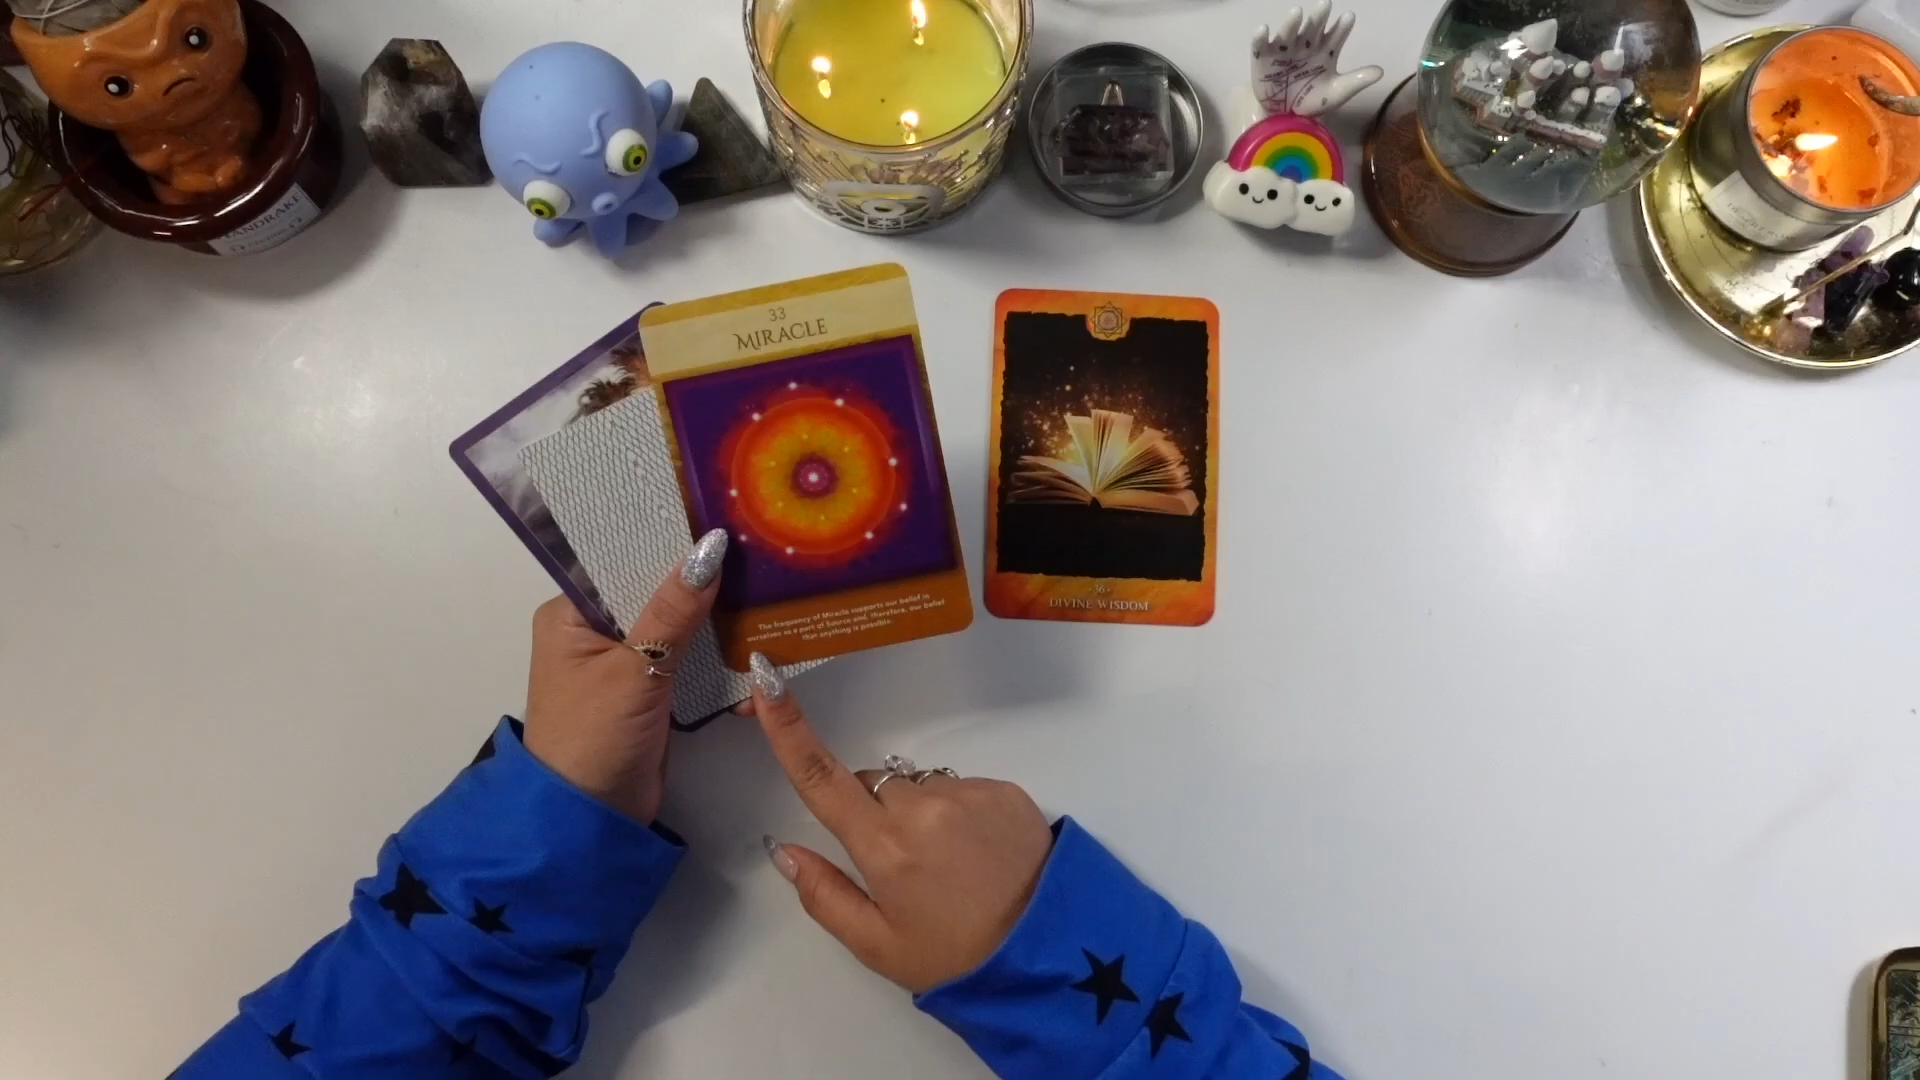 MANDRAKE
33
MIRACLE
The frequency of Miracle supports our belief in
ourselves as a part of Source and, therefore, our belief
that anything is possible.
· 36 ·
DIVINE WISDOM